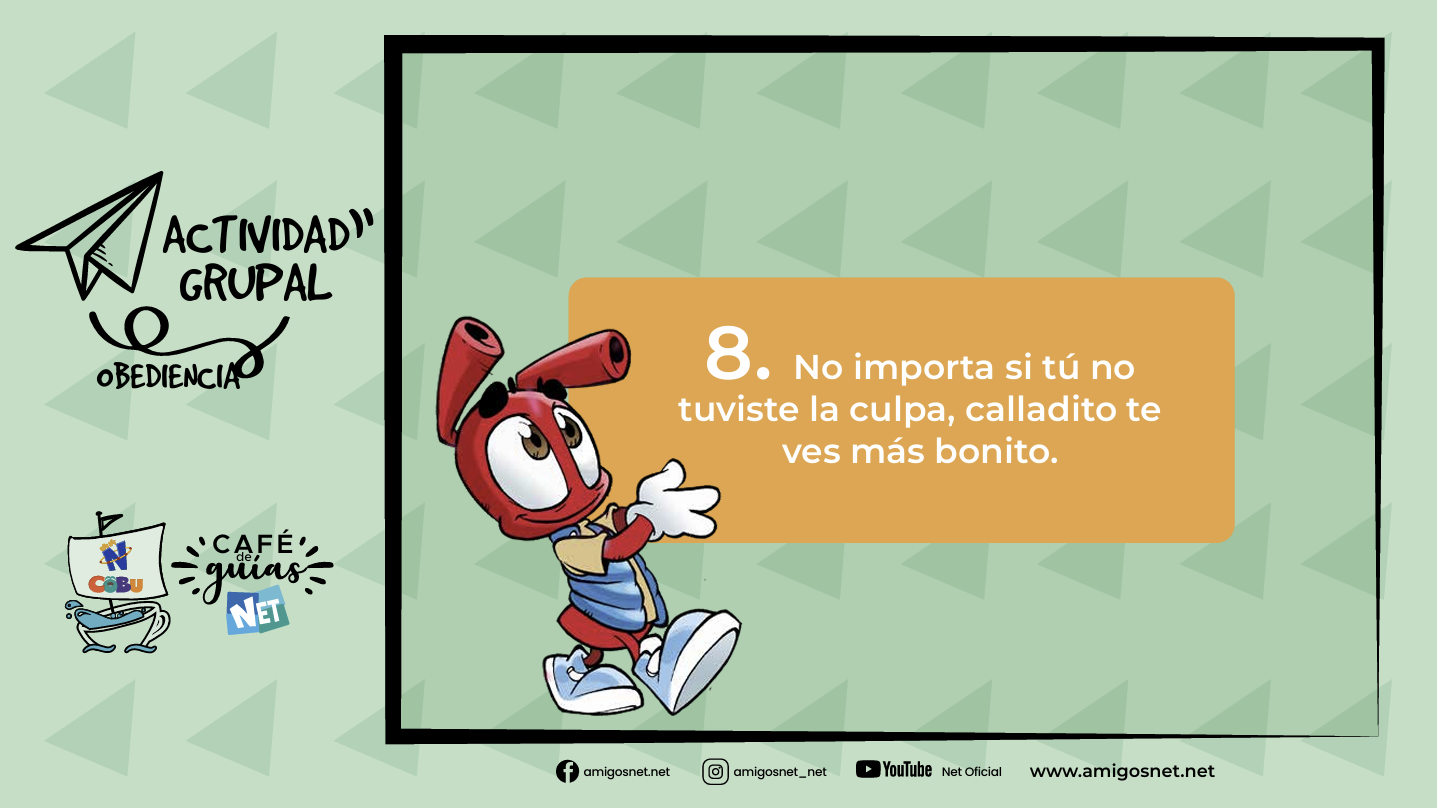 ACTIVIDAD
GRUPAL
OBEDIENCIA
8. No importa si tú no
tuviste la culpa, calladito te
ves más bonito.
N
COBU
CAFÉ
de
guías
NET
amigosnet.net
amigosnet_net
YouTube Net Oficial
www.amigosnet.net